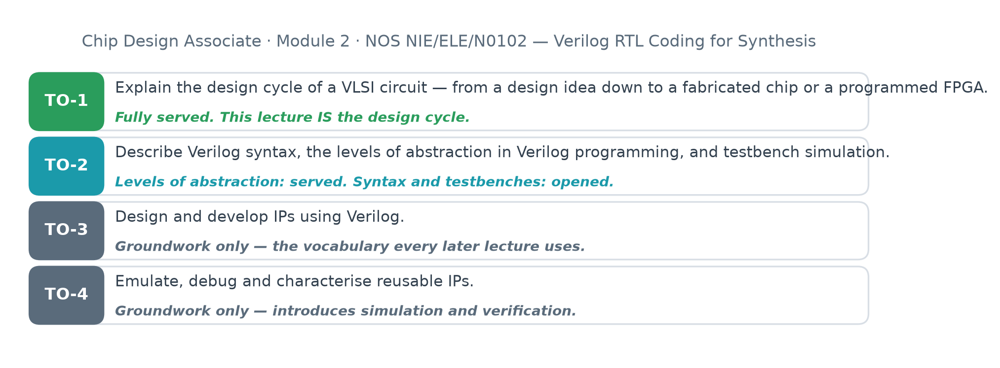 Chip Design Associate · Module 2 · NOS NIE/ELE/N0102 — Verilog RTL Coding for Synthesis
TO-1
Explain the design cycle of a VLSI circuit — from a design idea down to a fabricated chip or a programmed FPGA.
Fully served. This lecture IS the design cycle.
TO-2
Describe Verilog syntax, the levels of abstraction in Verilog programming, and testbench simulation.
Levels of abstraction: served. Syntax and testbenches: opened.
TO-3
Design and develop IPs using Verilog.
Groundwork only — the vocabulary every later lecture uses.
TO-4
Emulate, debug and characterise reusable IPs.
Groundwork only — introduces simulation and verification.